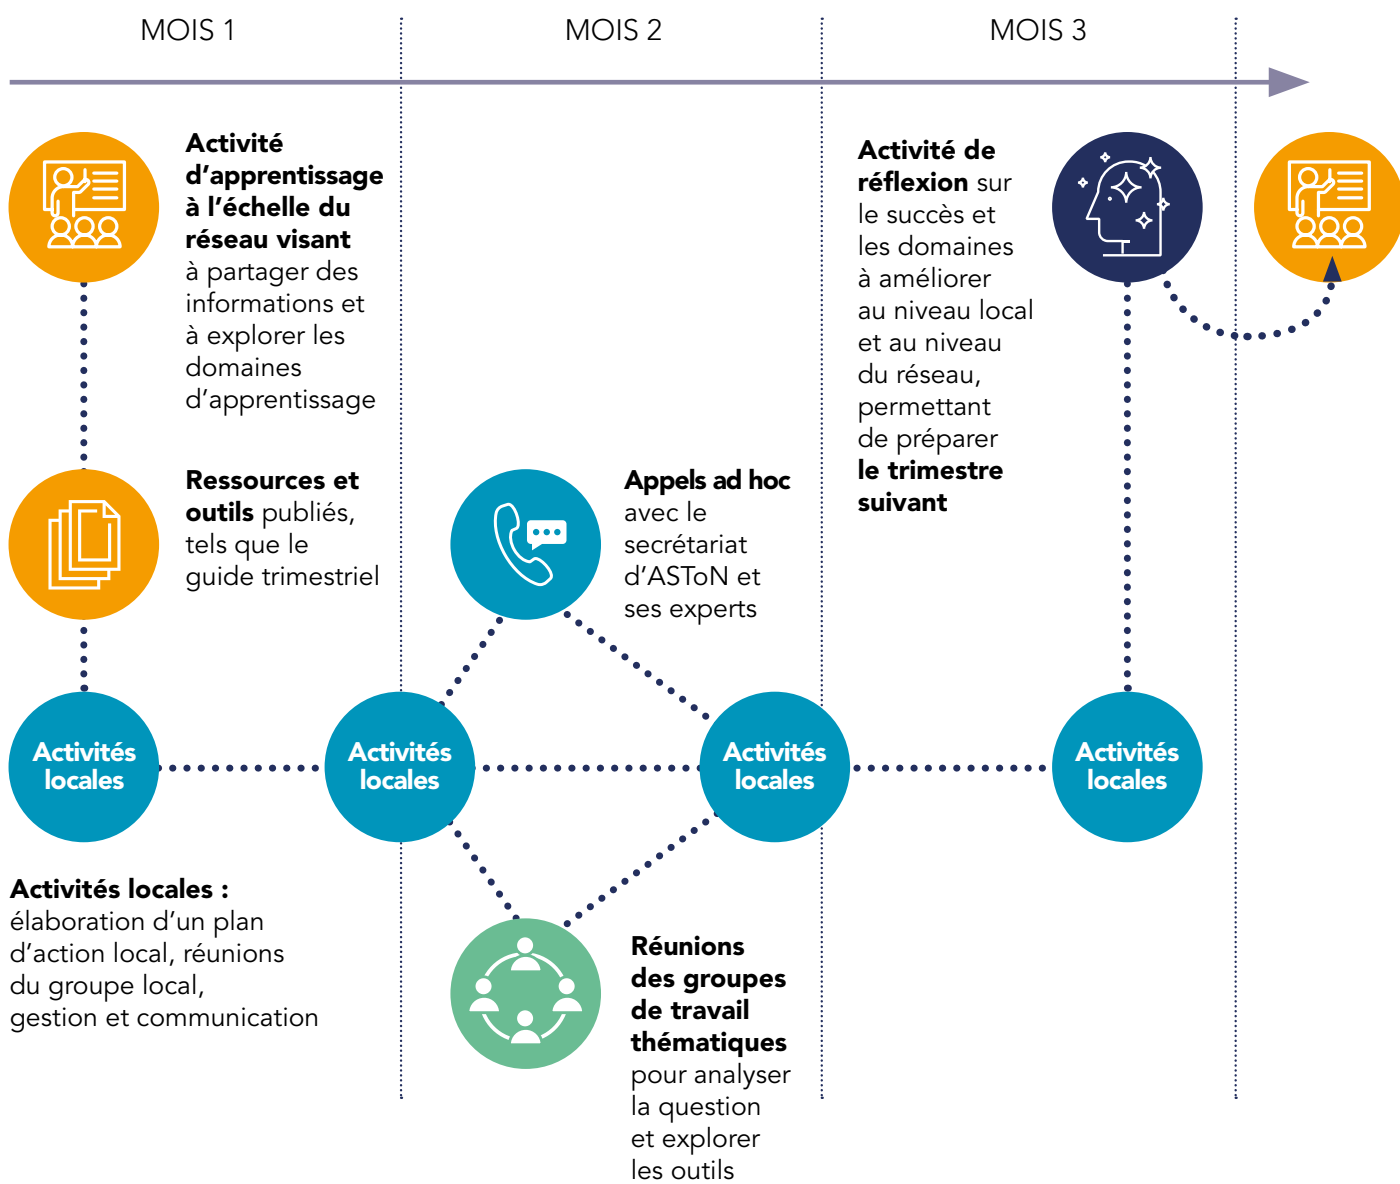 MOIS 1
MOIS 2
MOIS 3
Activité
d’apprentissage
à l’échelle du
réseau visant
à partager des
informations et
à explorer les
domaines
d’apprentissage
Ressources et
outils publiés,
tels que le
guide trimestriel
Activités
locales
Activités locales :
élaboration d’un plan
d’action local, réunions
du groupe local,
gestion et communication
Appels ad hoc
avec le
secrétariat
d’ASToN et
ses experts
Activités
locales
Activités
locales
Réunions
des groupes
de travail
thématiques
pour analyser
la question
et explorer
les outils
Activité de
réflexion sur
le succès et
les domaines
à améliorer
au niveau local
et au niveau
du réseau,
permettant
de préparer
le trimestre
suivant
Activités
locales